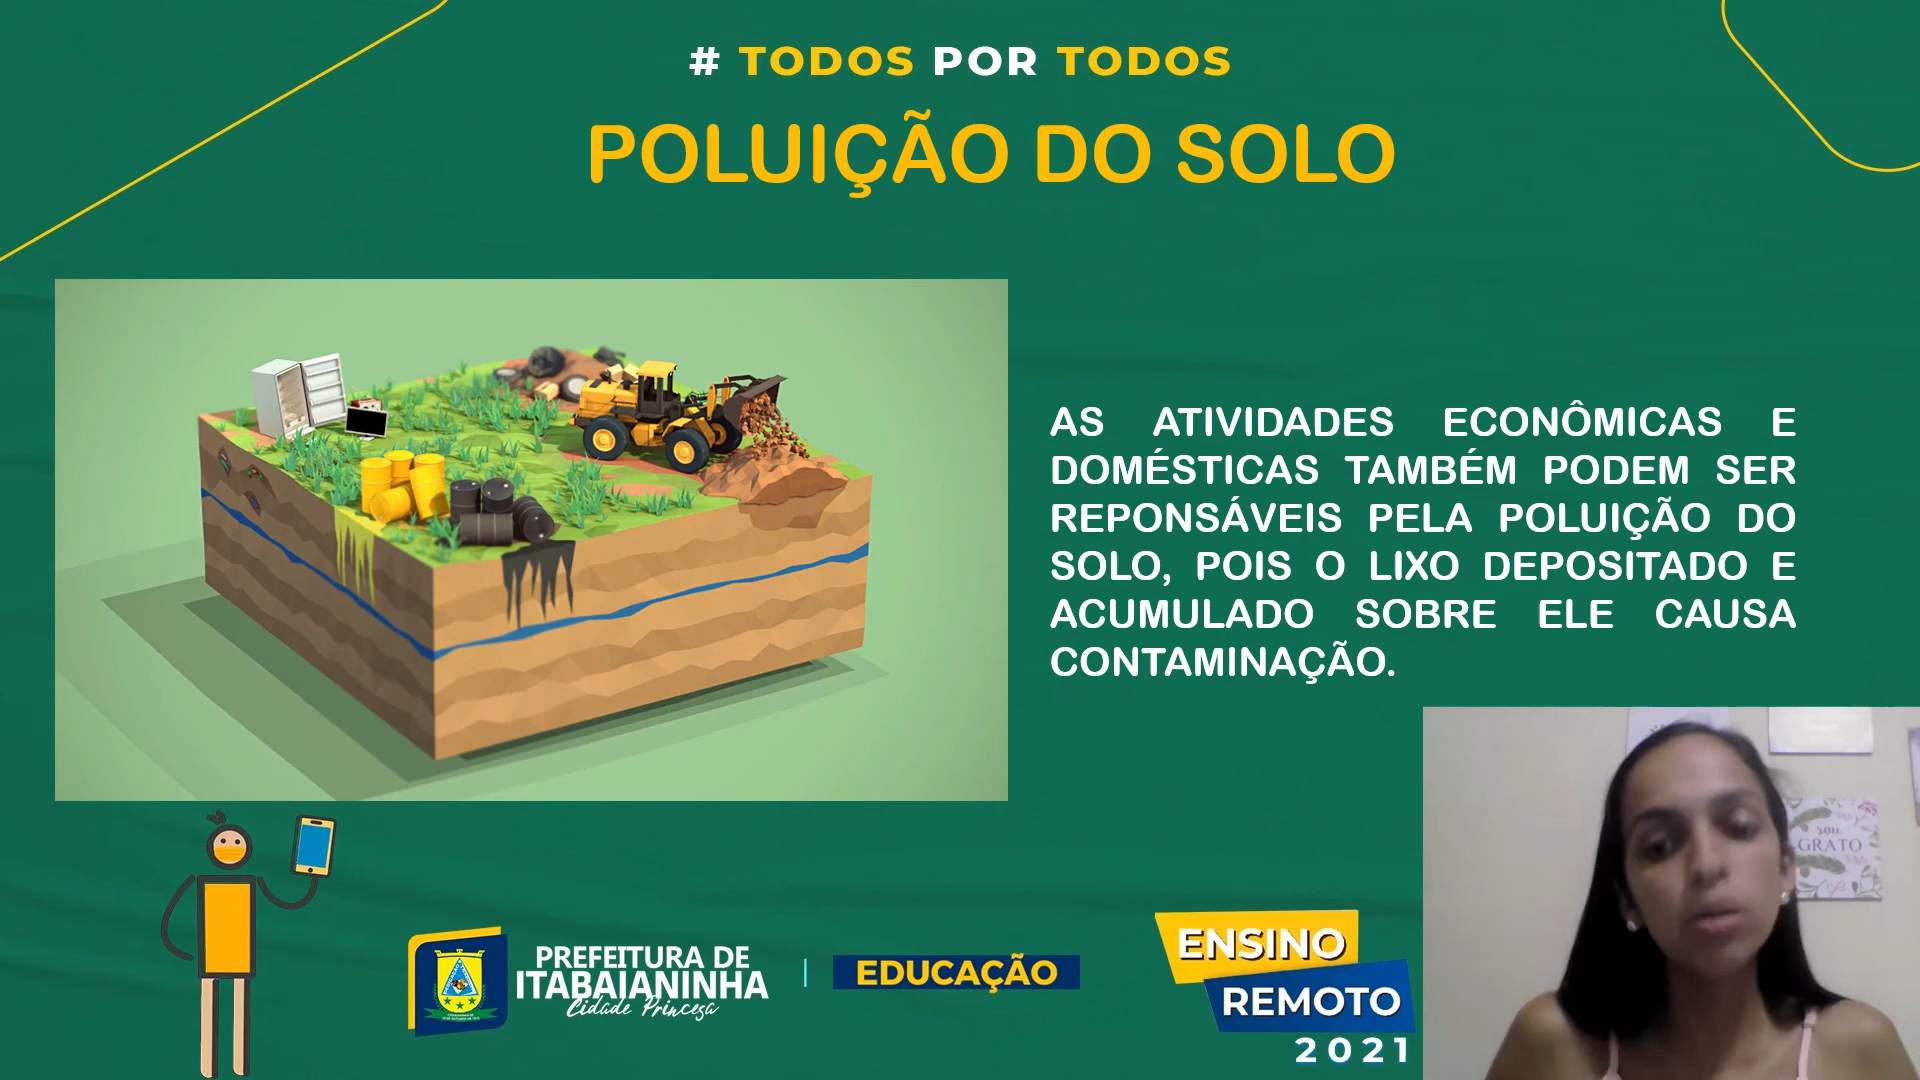 # TODOS POR TODOS
POLUIÇÃO DO SOLO
AS ATIVIDADES ECONÔMICAS E
DOMÉSTICAS TAMBÉM PODEM SER
REPONSÁVEIS PELA POLUIÇÃO DO
SOLO, POIS O LIXO DEPOSITADO E
ACUMULADO SOBRE ELE CAUSA
CONTAMINAÇÃO.
sou
GRATO
PREFEITURA DE
ITABAIANINHA
Cidade Princesa
EDUCAÇÃO
ENSINO
REMOTO
2021